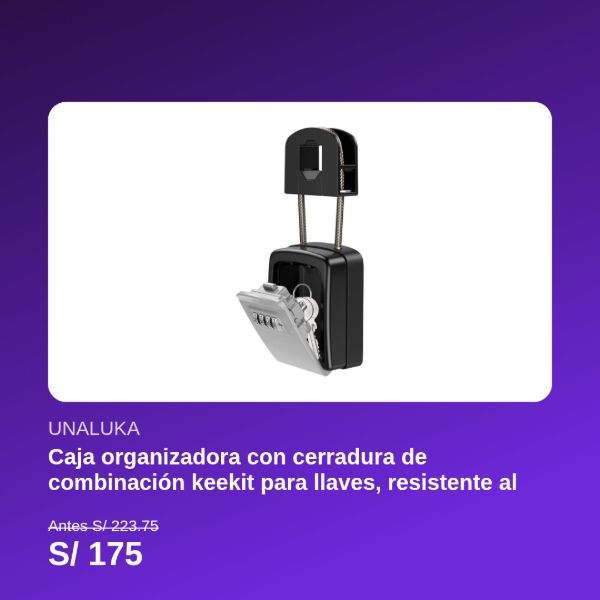 UNALUKA
Caja organizadora con cerradura de
combinación keekit para llaves, resistente al
Antes S/ 223.75
S/ 175